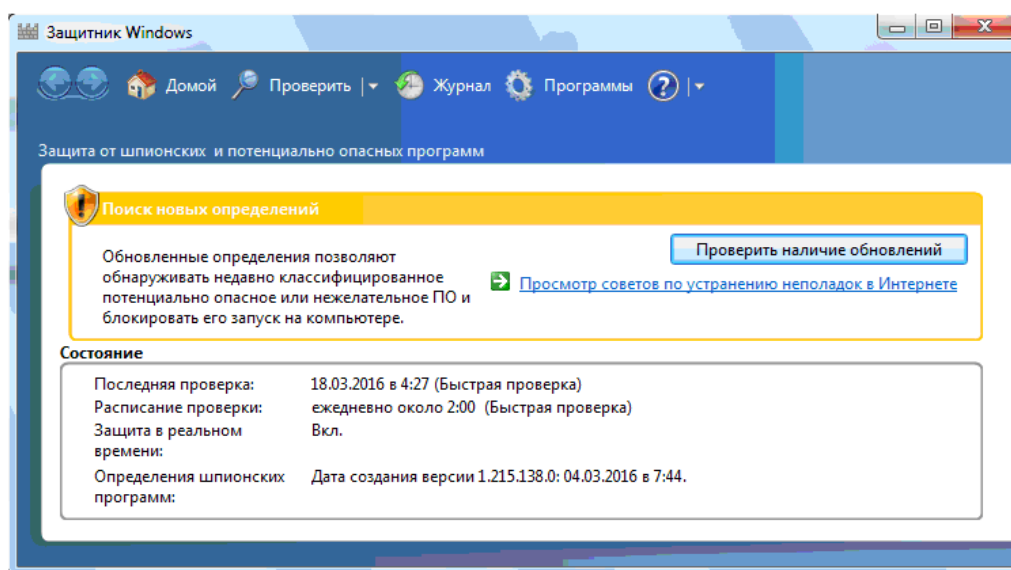 Защитник Windows
Домой Проверить Журнал Программы ?
Защита от шпионских и потенциально опасных программ
Поиск новых определений
Обновленные определения позволяют
обнаруживать недавно классифицированное
потенциально опасное или нежелательное ПО и
блокировать его запуск на компьютере.
Проверить наличие обновлений
Просмотр советов по устранению неполадок в Интернете
Состояние
Последняя проверка: 18.03.2016 в 4:27 (Быстрая проверка)
Расписание проверки: ежедневно около 2:00 (Быстрая проверка)
Защита в реальном Вкл.
времени:
Определения шпионских Дата создания версии 1.215.138.0: 04.03.2016 в 7:44.
программ: